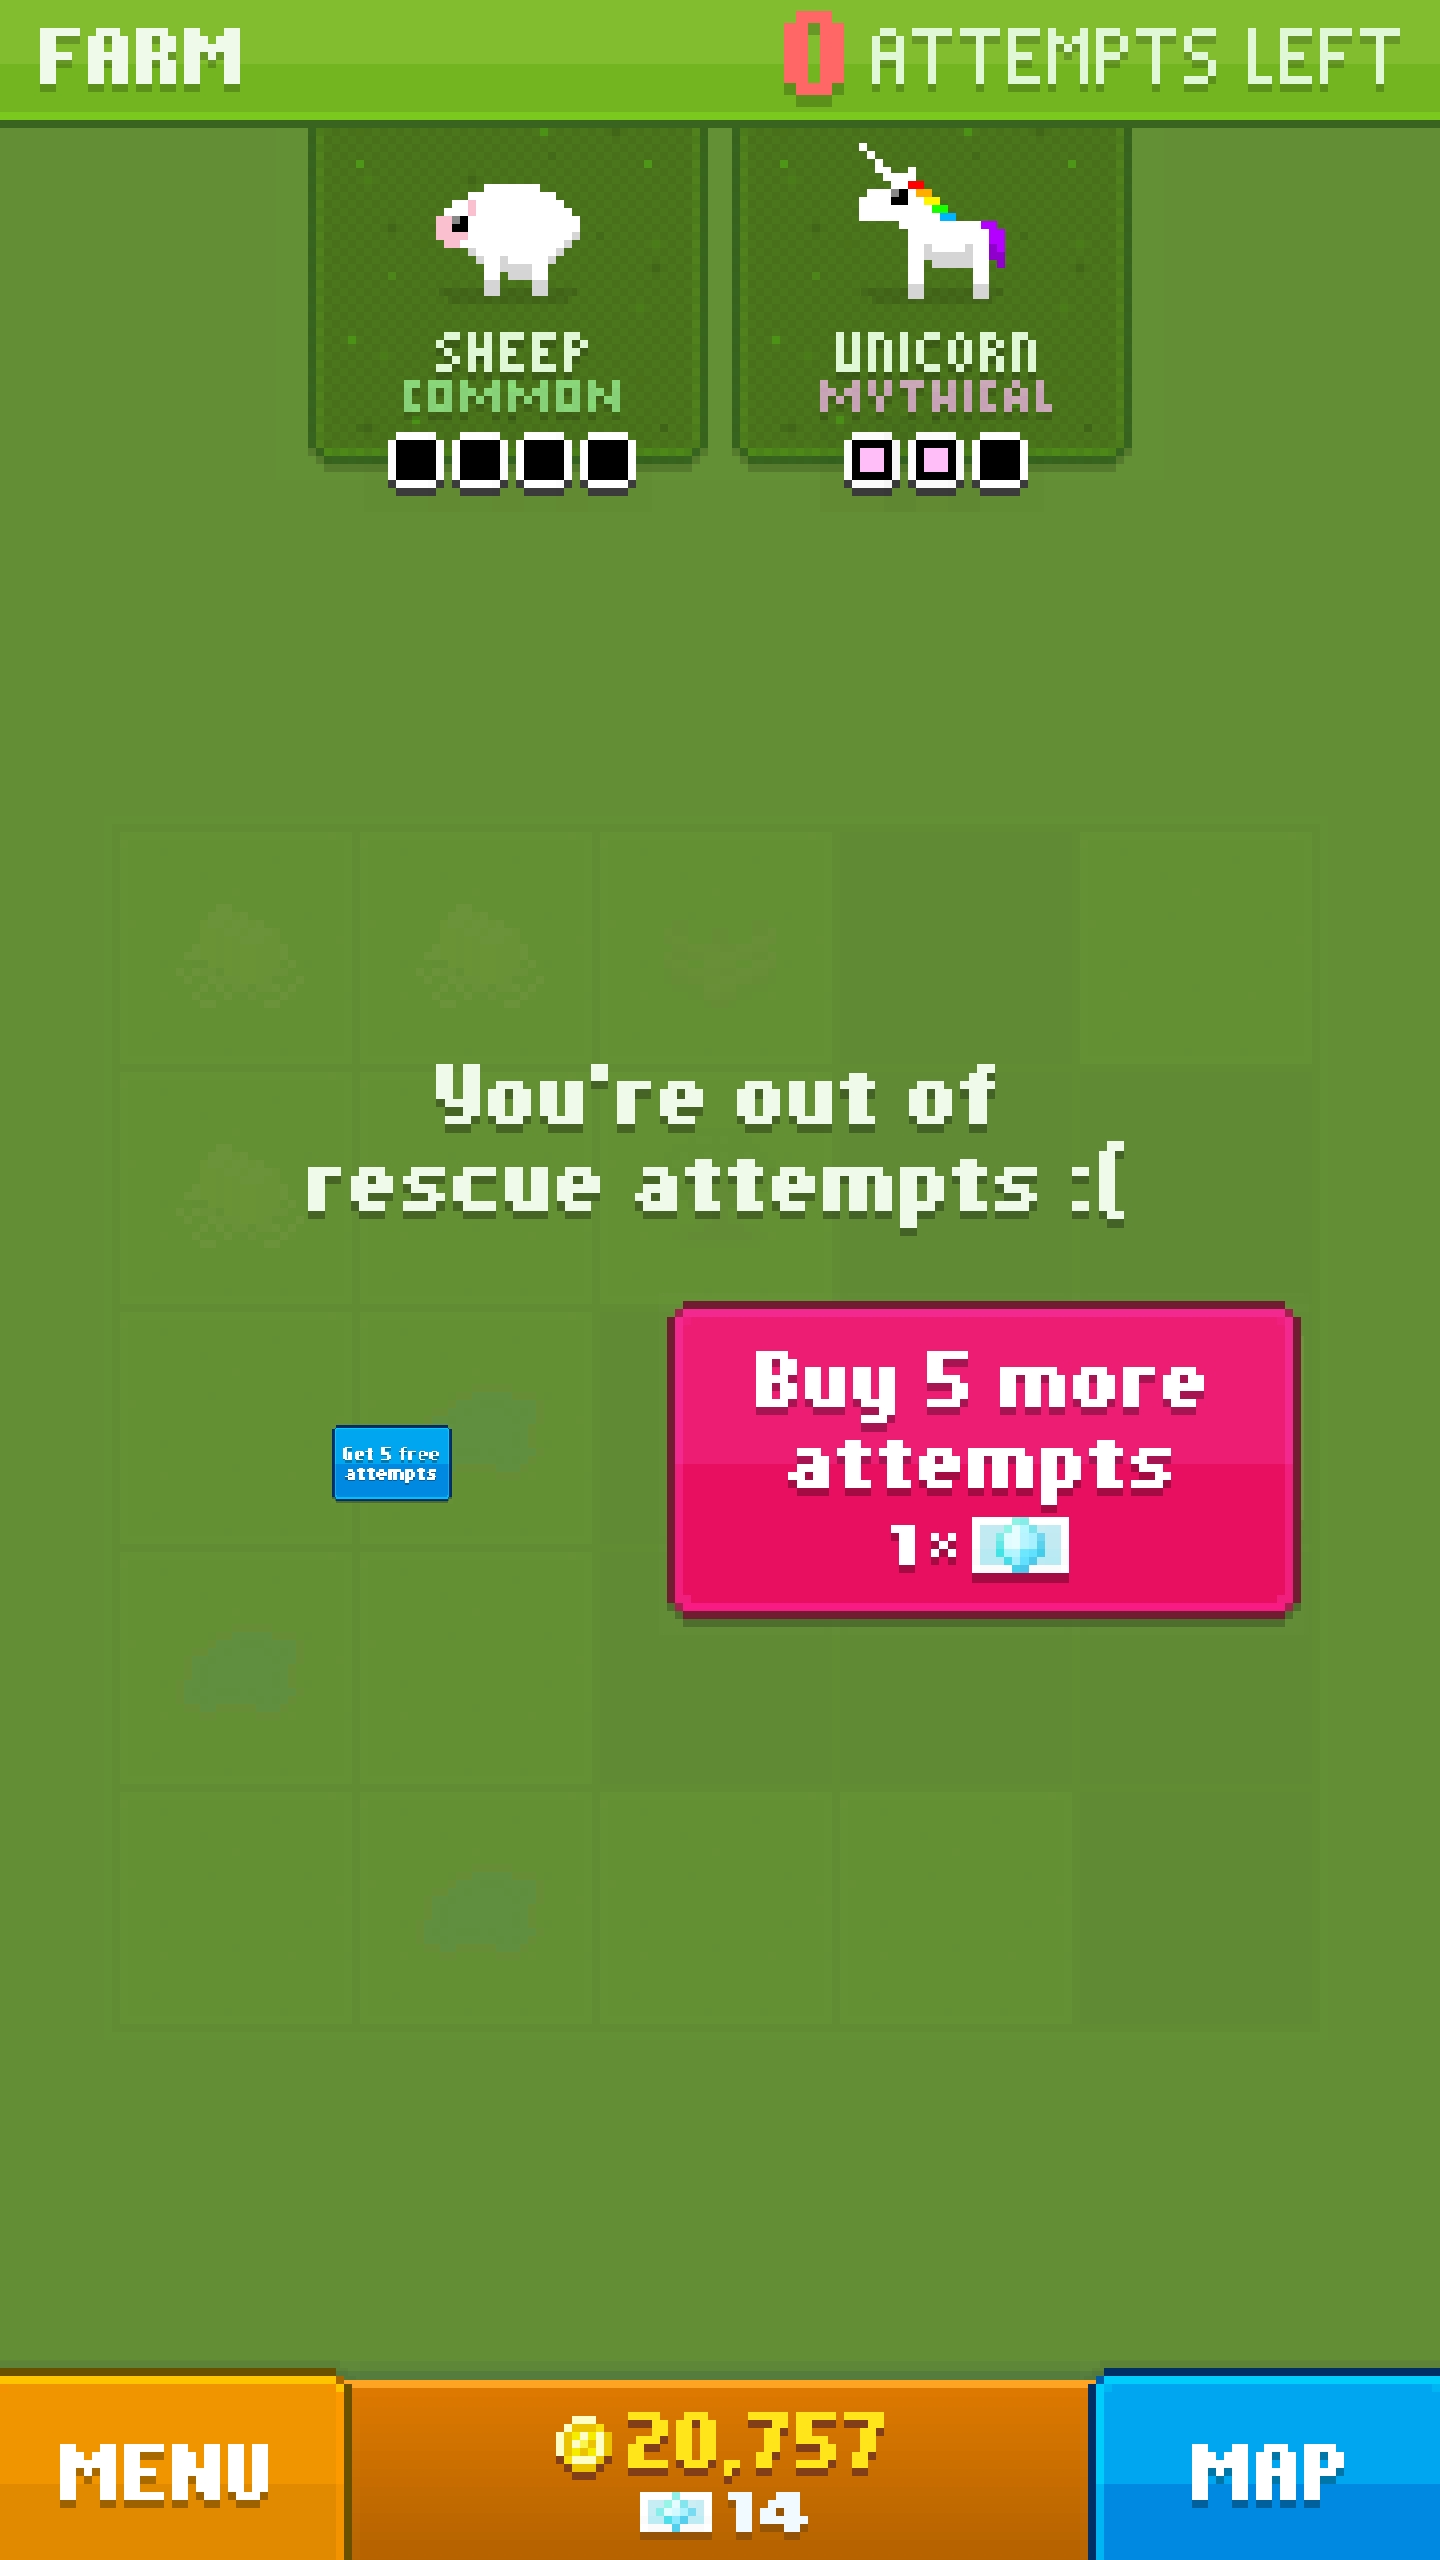 FARM
0 ATTEMPTS LEFT
SHEEP
COMMON
UNICORN
MYTHICAL
You're out of
rescue attempts :(
Get 5 free
attempts
Buy 5 more
attempts
1×
MENU
20,757
14
MAP